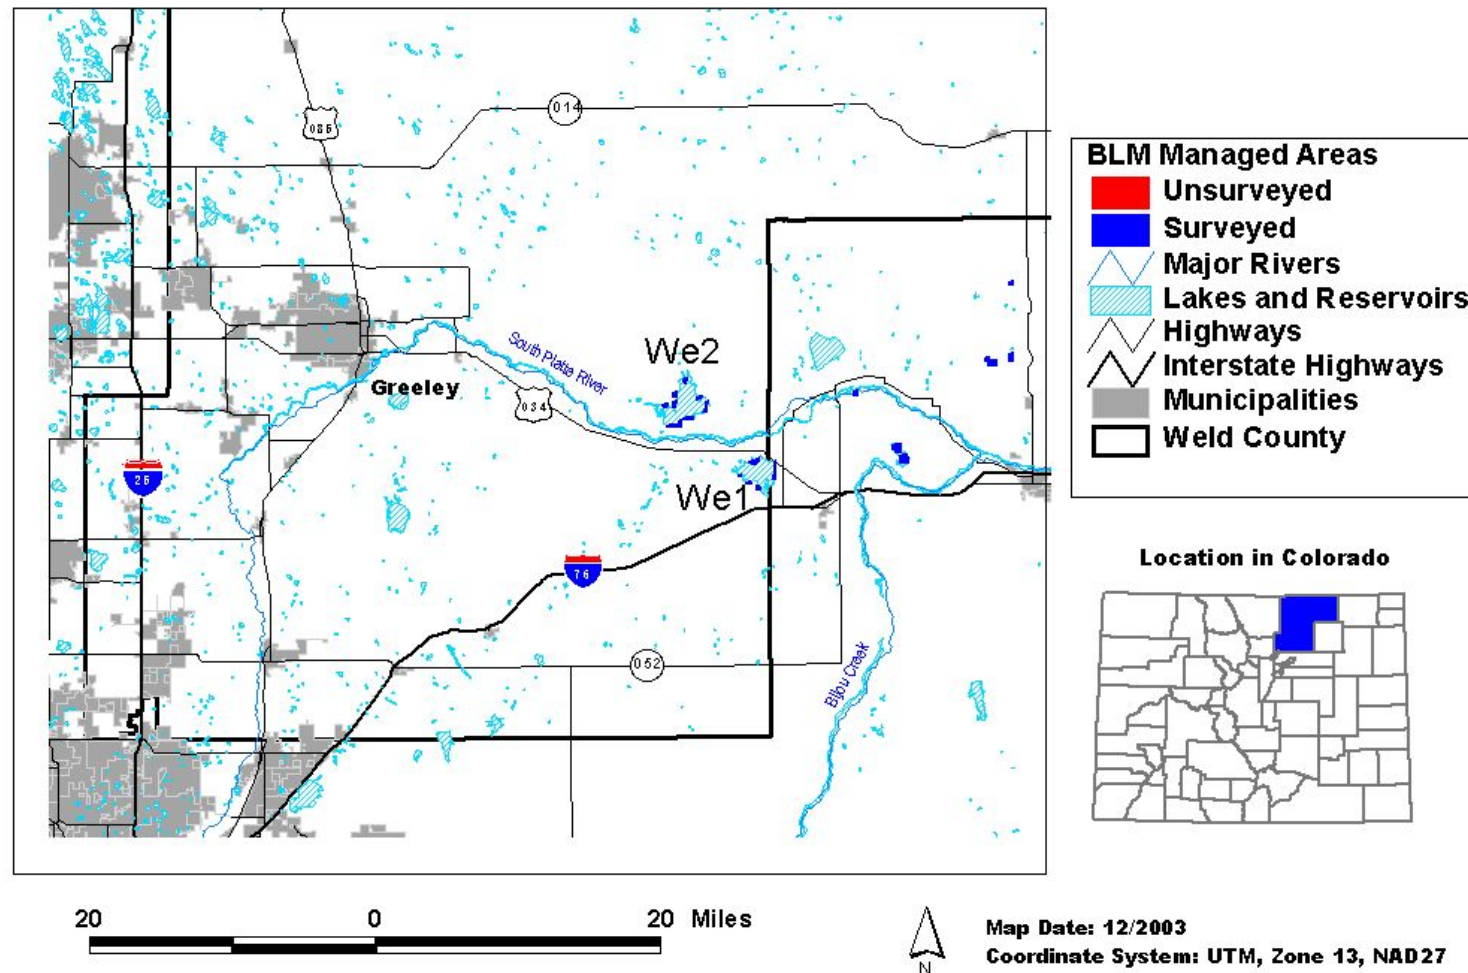 014
085
We2
South Platte River
Greeley
034
25
We1
76
052
Bijou Creek
BLM Managed Areas
Unsurveyed
Surveyed
Major Rivers
Lakes and Reservoirs
Highways
Interstate Highways
Municipalities
Weld County
Location in Colorado
20 0 20 Miles
N
Map Date: 12/2003
Coordinate System: UTM, Zone 13, NAD27